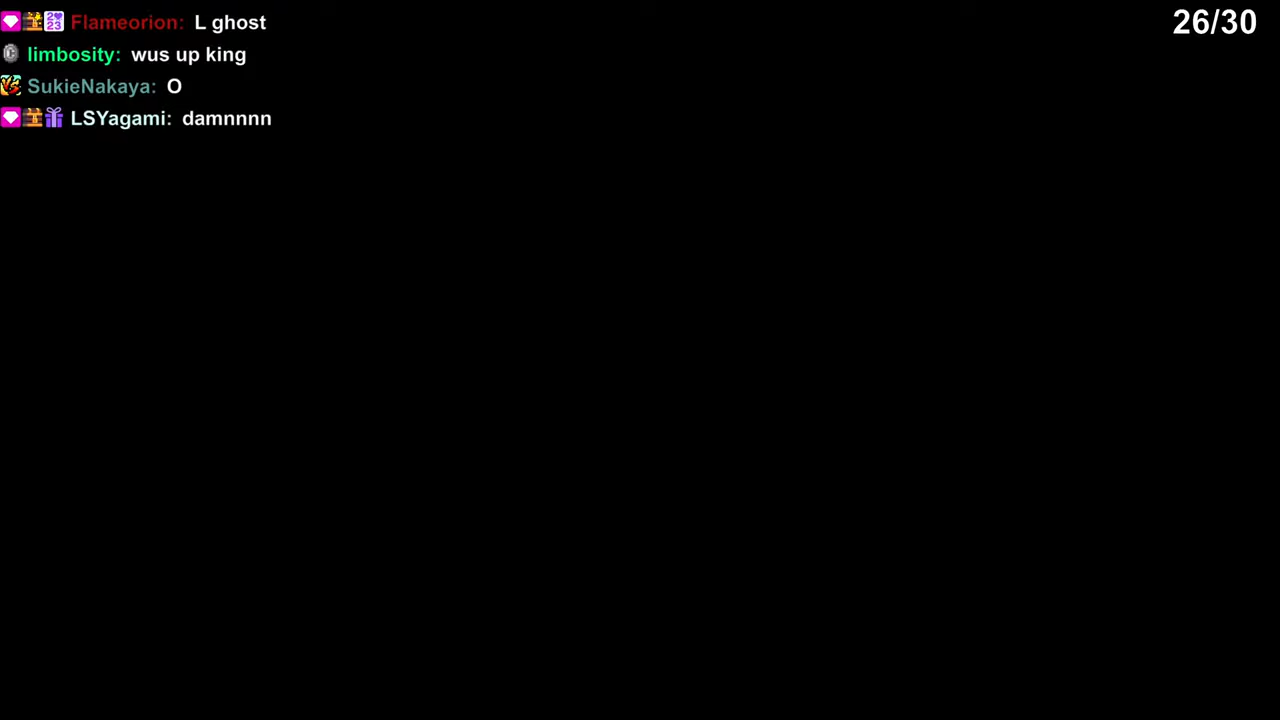 Flameorion: L ghost
limbosity: wus up king
SukieNakaya: O
LSYagami: damnnnn
26/30